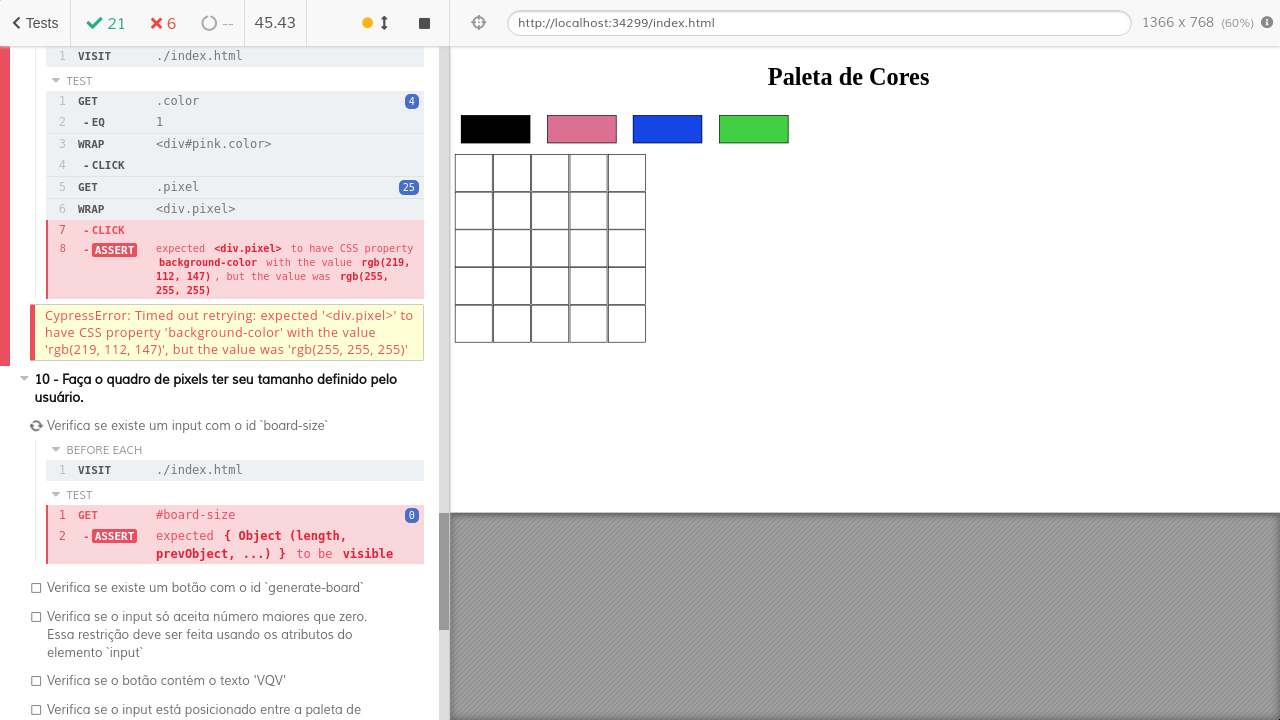 Tests 21 6 -- 45.43 http://localhost:34299/index.html 1366 x 768 (60%)
1 VISIT ./index.html
TEST
1 GET .color 4
2 -EQ 1
3 WRAP <div#pink.color>
4 -CLICK
5 GET .pixel 25
6 WRAP <div.pixel>
7 -CLICK
8 -ASSERT expected <div.pixel> to have CSS property
background-color with the value rgb(219,
112, 147), but the value was rgb(255,
255, 255)
CypressError: Timed out retrying: expected '<div.pixel>' to
have CSS property 'background-color' with the value
'rgb(219, 112, 147)', but the value was 'rgb(255, 255, 255)'
10 - Faça o quadro de pixels ter seu tamanho definido pelo
usuário.
Verifica se existe um input com o id `board-size`
BEFORE EACH
1 VISIT ./index.html
TEST
1 GET #board-size 0
2 -ASSERT expected { Object (length,
prevObject, ...) } to be visible
Verifica se existe um botão com o id `generate-board`
Verifica se o input só aceita número maiores que zero.
Essa restrição deve ser feita usando os atributos do
elemento `input`
Verifica se o botão contém o texto 'VQV'
Verifica se o input está posicionado entre a paleta de
Paleta de Cores